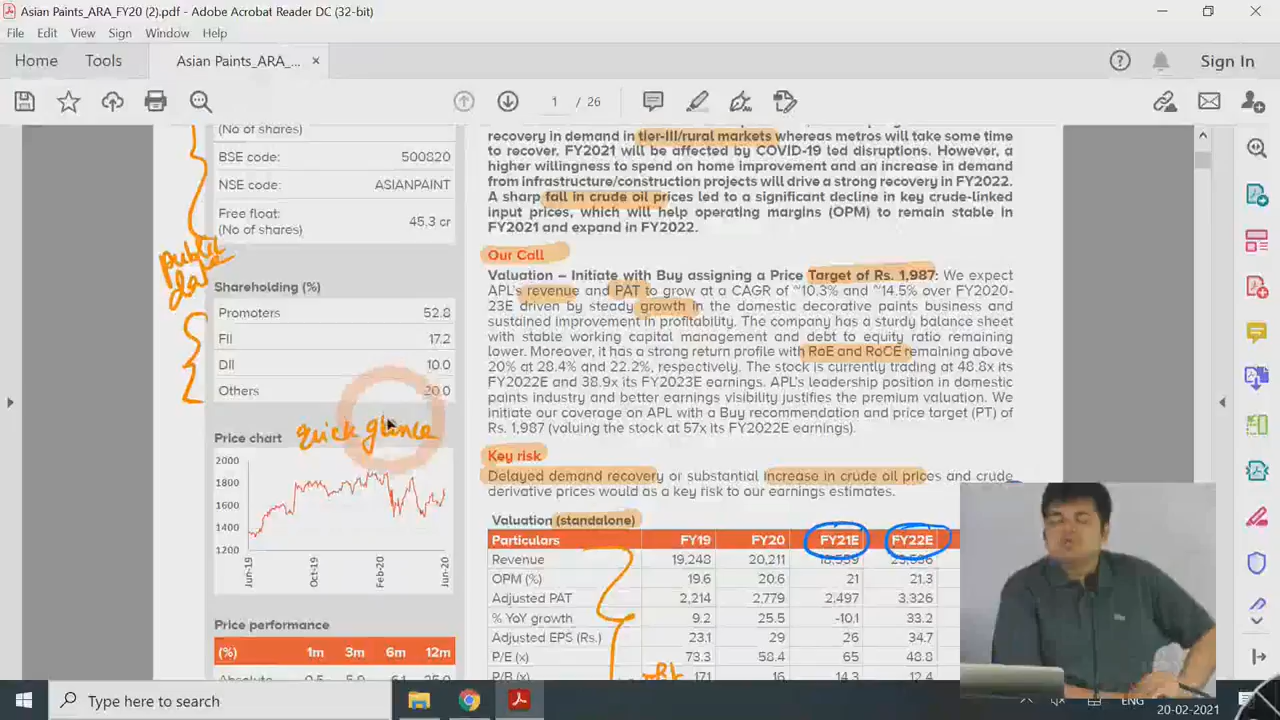 Asian Paints_ARA_FY20 (2).pdf - Adobe Acrobat Reader DC (32-bit)
File Edit View Sign Window Help
Home Tools Asian Paints_ARA_... × Sign In
1 / 26
(No of shares)
BSE code: 500820
NSE code: ASIANPAINT
Free float: 45.3 cr
(No of shares)
public
data
Shareholding (%)
Promoters 52.8
FII 17.2
DII 10.0
Others 20.0
quick glance
Price chart
2000
1800
1600
1400
1200
Jun-19 Oct-19 Feb-20 Jun-20
Price performance
(%) 1m 3m 6m 12m
recovery in demand in tier-III/rural markets whereas metros will take some time
to recover. FY2021 will be affected by COVID-19 led disruptions. However, a
higher willingness to spend on home improvement and an increase in demand
from infrastructure/construction projects will drive a strong recovery in FY2022.
A sharp fall in crude oil prices led to a significant decline in key crude-linked
input prices, which will help operating margins (OPM) to remain stable in
FY2021 and expand in FY2022.
Our Call
Valuation – Initiate with Buy assigning a Price Target of Rs. 1,987: We expect
APL's revenue and PAT to grow at a CAGR of ~10.3% and ~14.5% over FY2020-
23E driven by steady growth in the domestic decorative paints business and
sustained improvement in profitability. The company has a sturdy balance sheet
with stable working capital management and debt to equity ratio remaining
lower. Moreover, it has a strong return profile with RoE and RoCE remaining above
20% at 28.4% and 22.2%, respectively. The stock is currently trading at 48.8x its
FY2022E and 38.9x its FY2023E earnings. APL's leadership position in domestic
paints industry and better earnings visibility justifies the premium valuation. We
initiate our coverage on APL with a Buy recommendation and price target (PT) of
Rs. 1,987 (valuing the stock at 57x its FY2022E earnings).
Key risk
Delayed demand recovery or substantial increase in crude oil prices and crude
derivative prices would as a key risk to our earnings estimates.
Valuation (standalone)
Particulars FY19 FY20 FY21E FY22E
Revenue 19,248 20,211 18,559
OPM (%) 19.6 20.6 21 21.3
Adjusted PAT 2,214 2,779 2,497 3,326
% YoY growth 9.2 25.5 -10.1 33.2
Adjusted EPS (Rs.) 23.1 29 26 34.7
P/E (x) 73.3 58.4 65 48.8
P/B (x) 17.1 16 14.3 12.4
Type here to search
ENG
20-02-2021